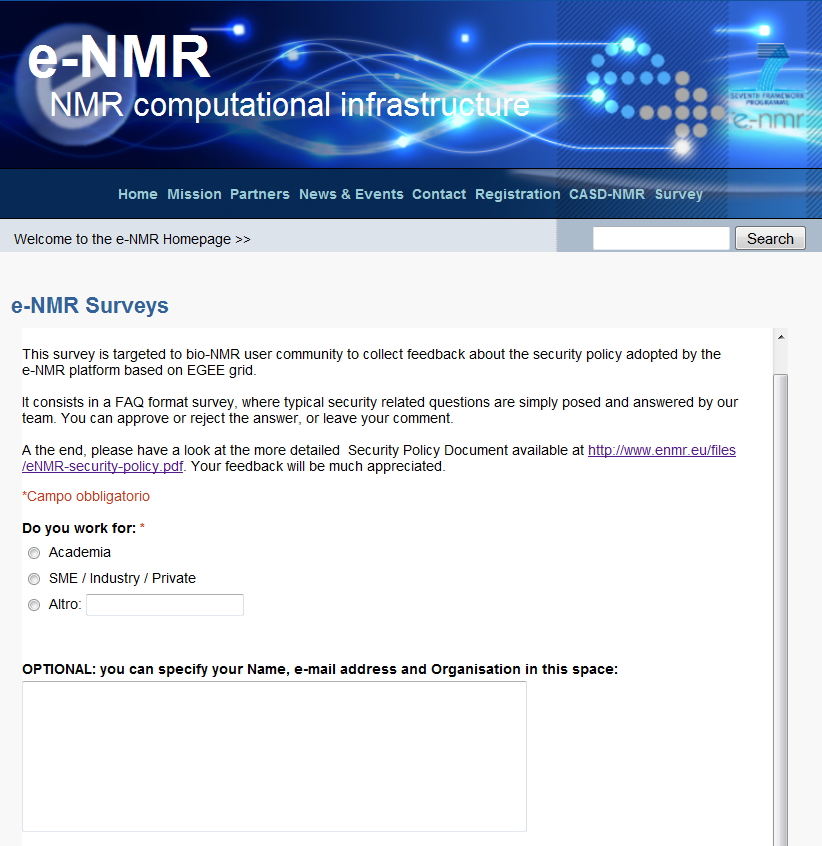 e-NMR
NMR computational infrastructure
SEVENTH FRAMEWORK
PROGRAMME
e-nmr
Home Mission Partners News & Events Contact Registration CASD-NMR Survey
Welcome to the e-NMR Homepage >>
Search
e-NMR Surveys
This survey is targeted to bio-NMR user community to collect feedback about the security policy adopted by the
e-NMR platform based on EGEE grid.
It consists in a FAQ format survey, where typical security related questions are simply posed and answered by our
team. You can approve or reject the answer, or leave your comment.
A the end, please have a look at the more detailed Security Policy Document available at http://www.enmr.eu/files
/eNMR-security-policy.pdf. Your feedback will be much appreciated.
*Campo obbligatorio
Do you work for: *
Academia
SME / Industry / Private
Altro:
OPTIONAL: you can specify your Name, e-mail address and Organisation in this space: